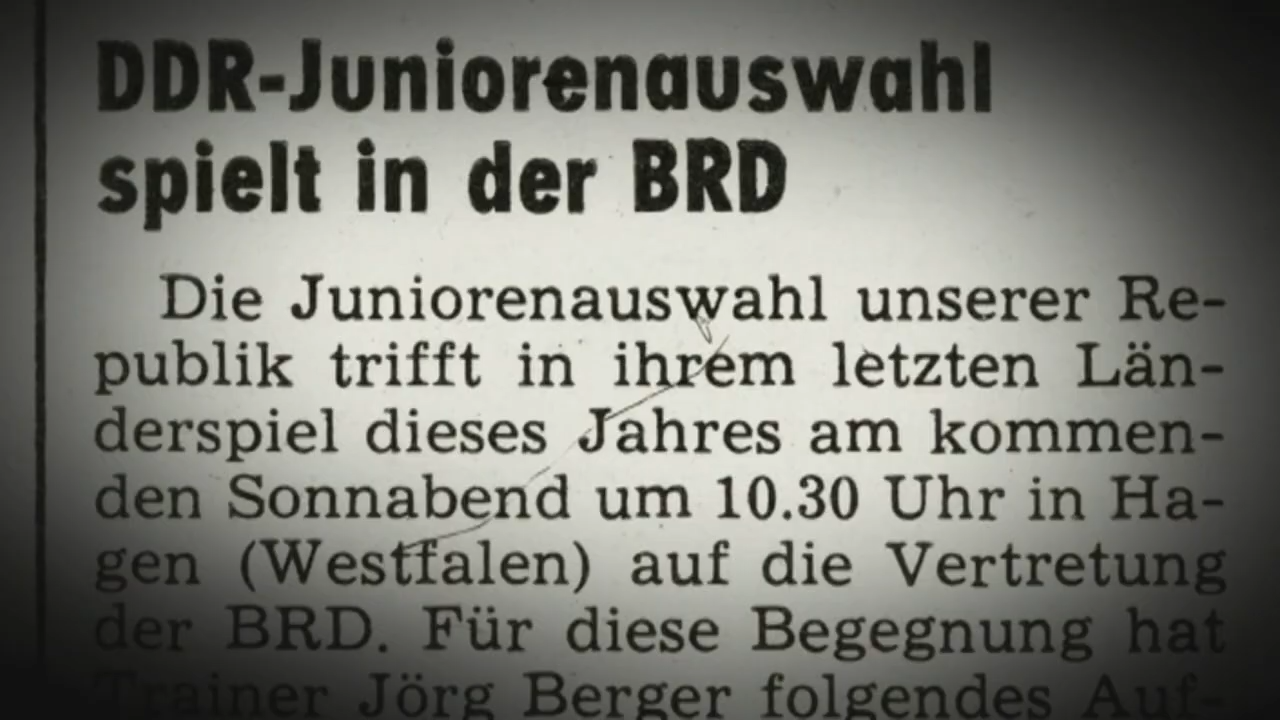 DDR-Juniorenauswahl
spielt in der BRD
Die Juniorenauswahl unserer Re-
publik trifft in ihrem letzten Län-
derspiel dieses Jahres am kommen-
den Sonnabend um 10.30 Uhr in Ha-
gen (Westfalen) auf die Vertretung
der BRD. Für diese Begegnung hat
Trainer Jörg Berger folgendes Auf-